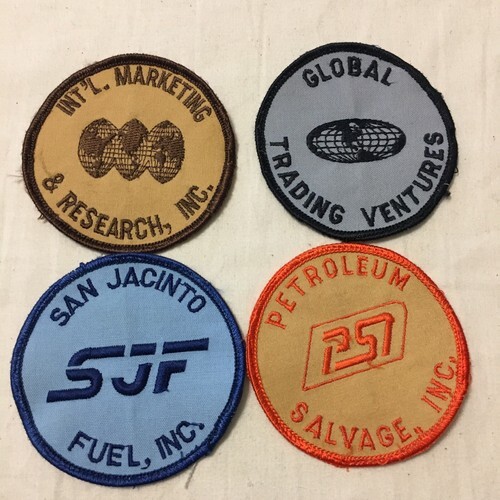 INT'L. MARKETING
& RESEARCH, INC.
GLOBAL
TRADING VENTURES
SAN JACINTO
SJF
FUEL, INC.
PETROLEUM
PSI
SALVAGE, INC.